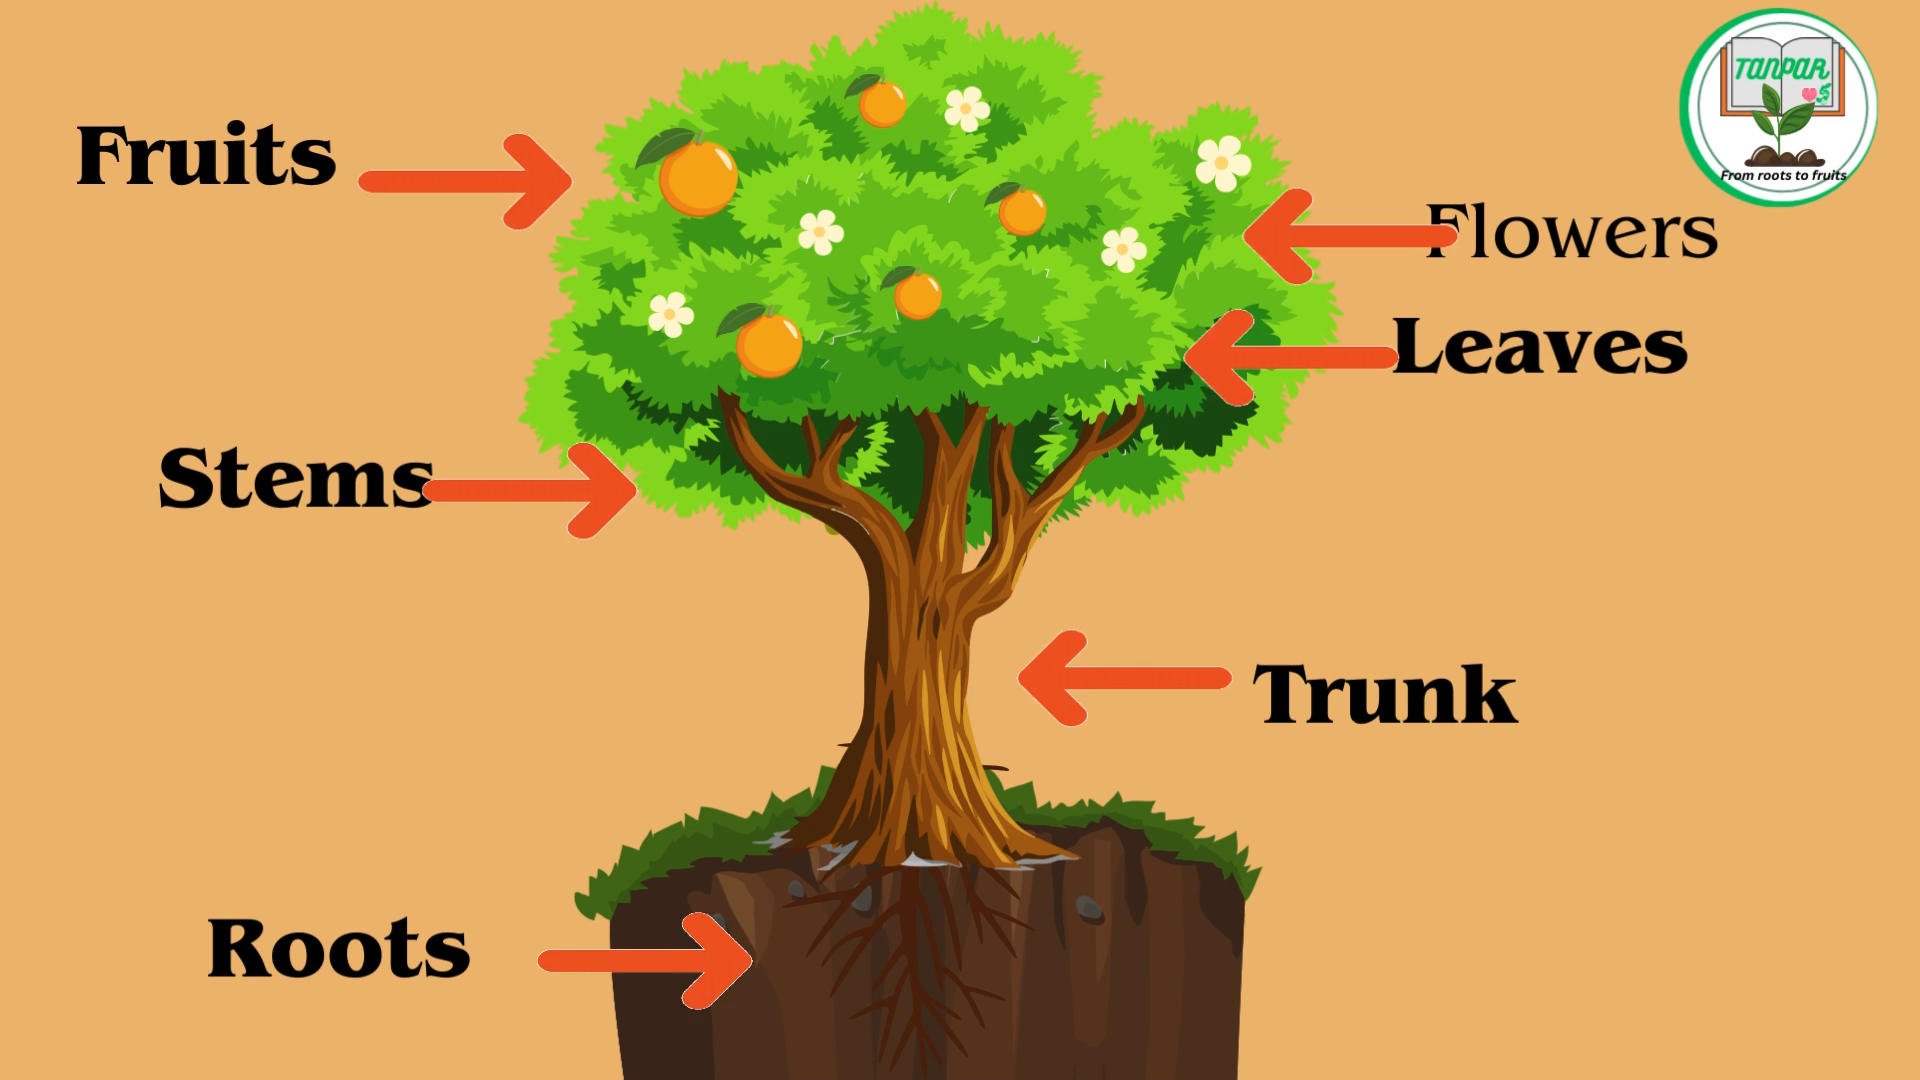 TANPAR
From roots to fruits
Fruits
Flowers
Leaves
Stems
Trunk
Roots